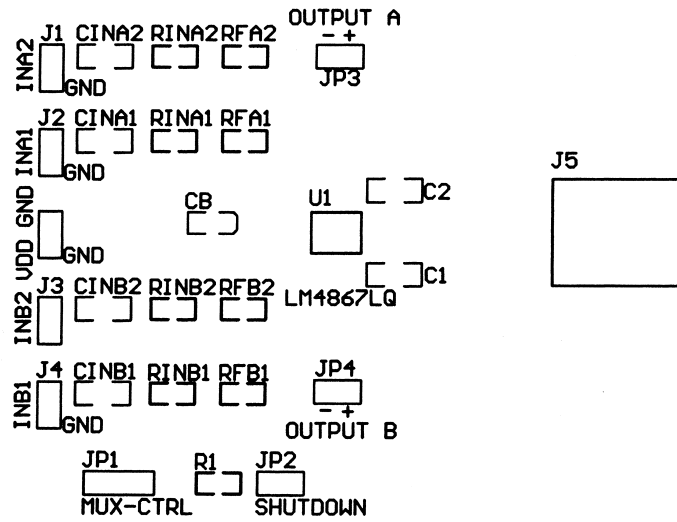 OUTPUT A
J1 CINA2 RINA2 RFA2
- +
INA2
GND
JP3
J2 CINA1 RINA1 RFA1
INA1
GND
J5
CB
U1
C2
VDD GND
GND
C1
J3 CINB2 RINB2 RFB2
LM4867LQ
INB2
J4 CINB1 RINB1 RFB1
JP4
INB1
GND
- +
OUTPUT B
JP1
R1
JP2
MUX-CTRL
SHUTDOWN